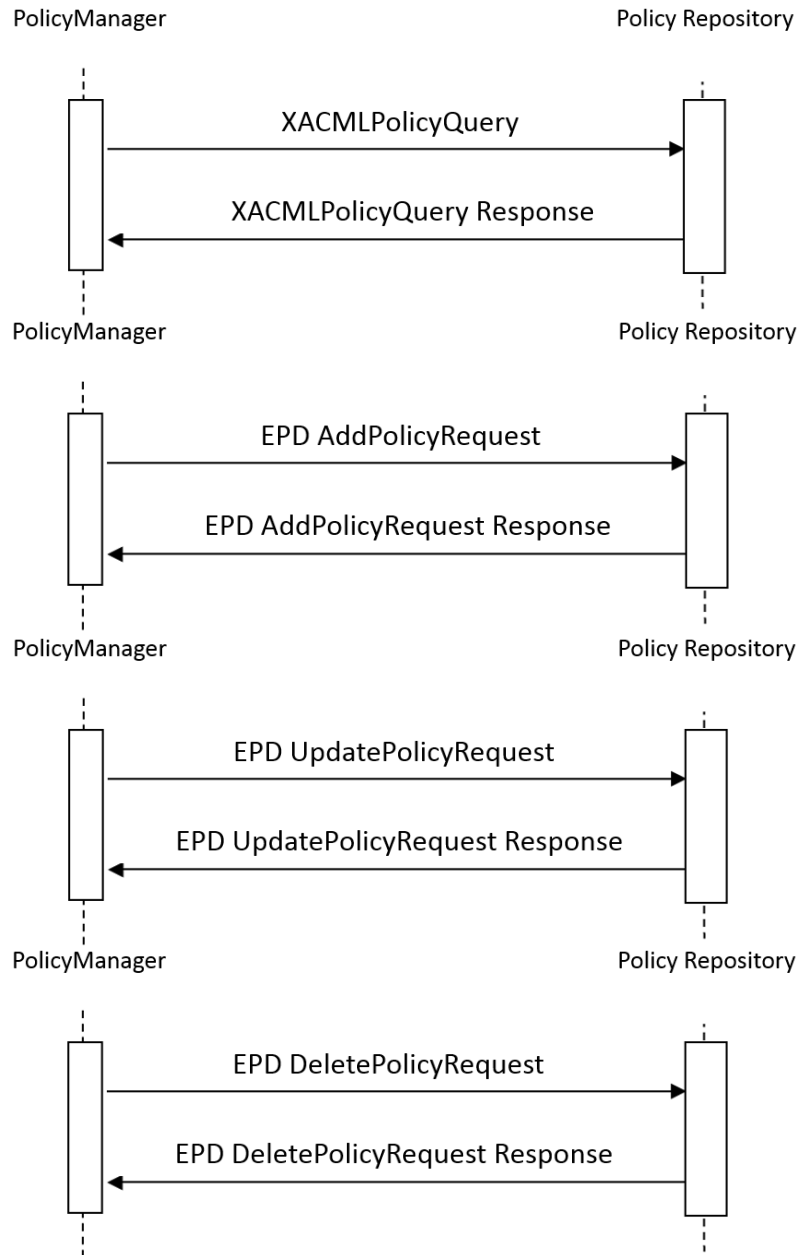 PolicyManager
Policy Repository
XACMLPolicyQuery
XACMLPolicyQuery Response
PolicyManager
Policy Repository
EPD AddPolicyRequest
EPD AddPolicyRequest Response
PolicyManager
Policy Repository
EPD UpdatePolicyRequest
EPD UpdatePolicyRequest Response
PolicyManager
Policy Repository
EPD DeletePolicyRequest
EPD DeletePolicyRequest Response